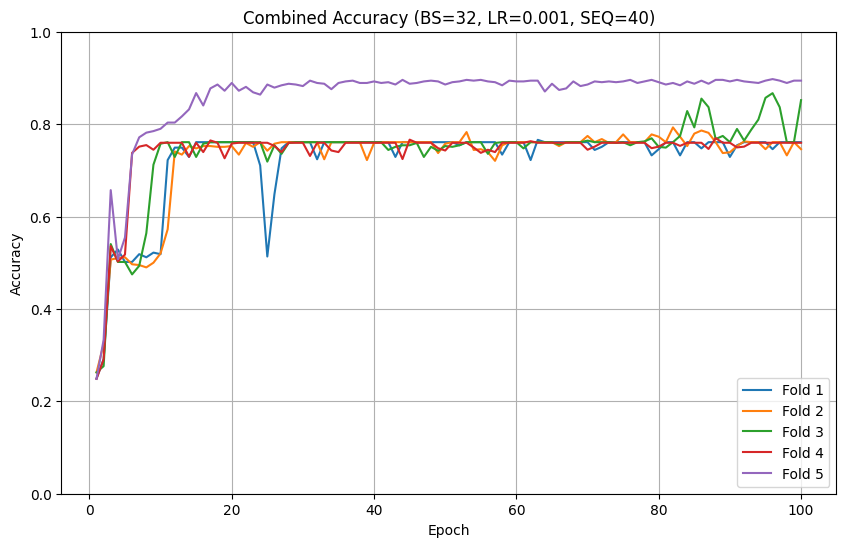 Combined Accuracy (BS=32, LR=0.001, SEQ=40)
1.0
0.8
0.6
0.4
0.2
0.0
Accuracy
0 20 40 60 80 100
Epoch
Fold 1
Fold 2
Fold 3
Fold 4
Fold 5